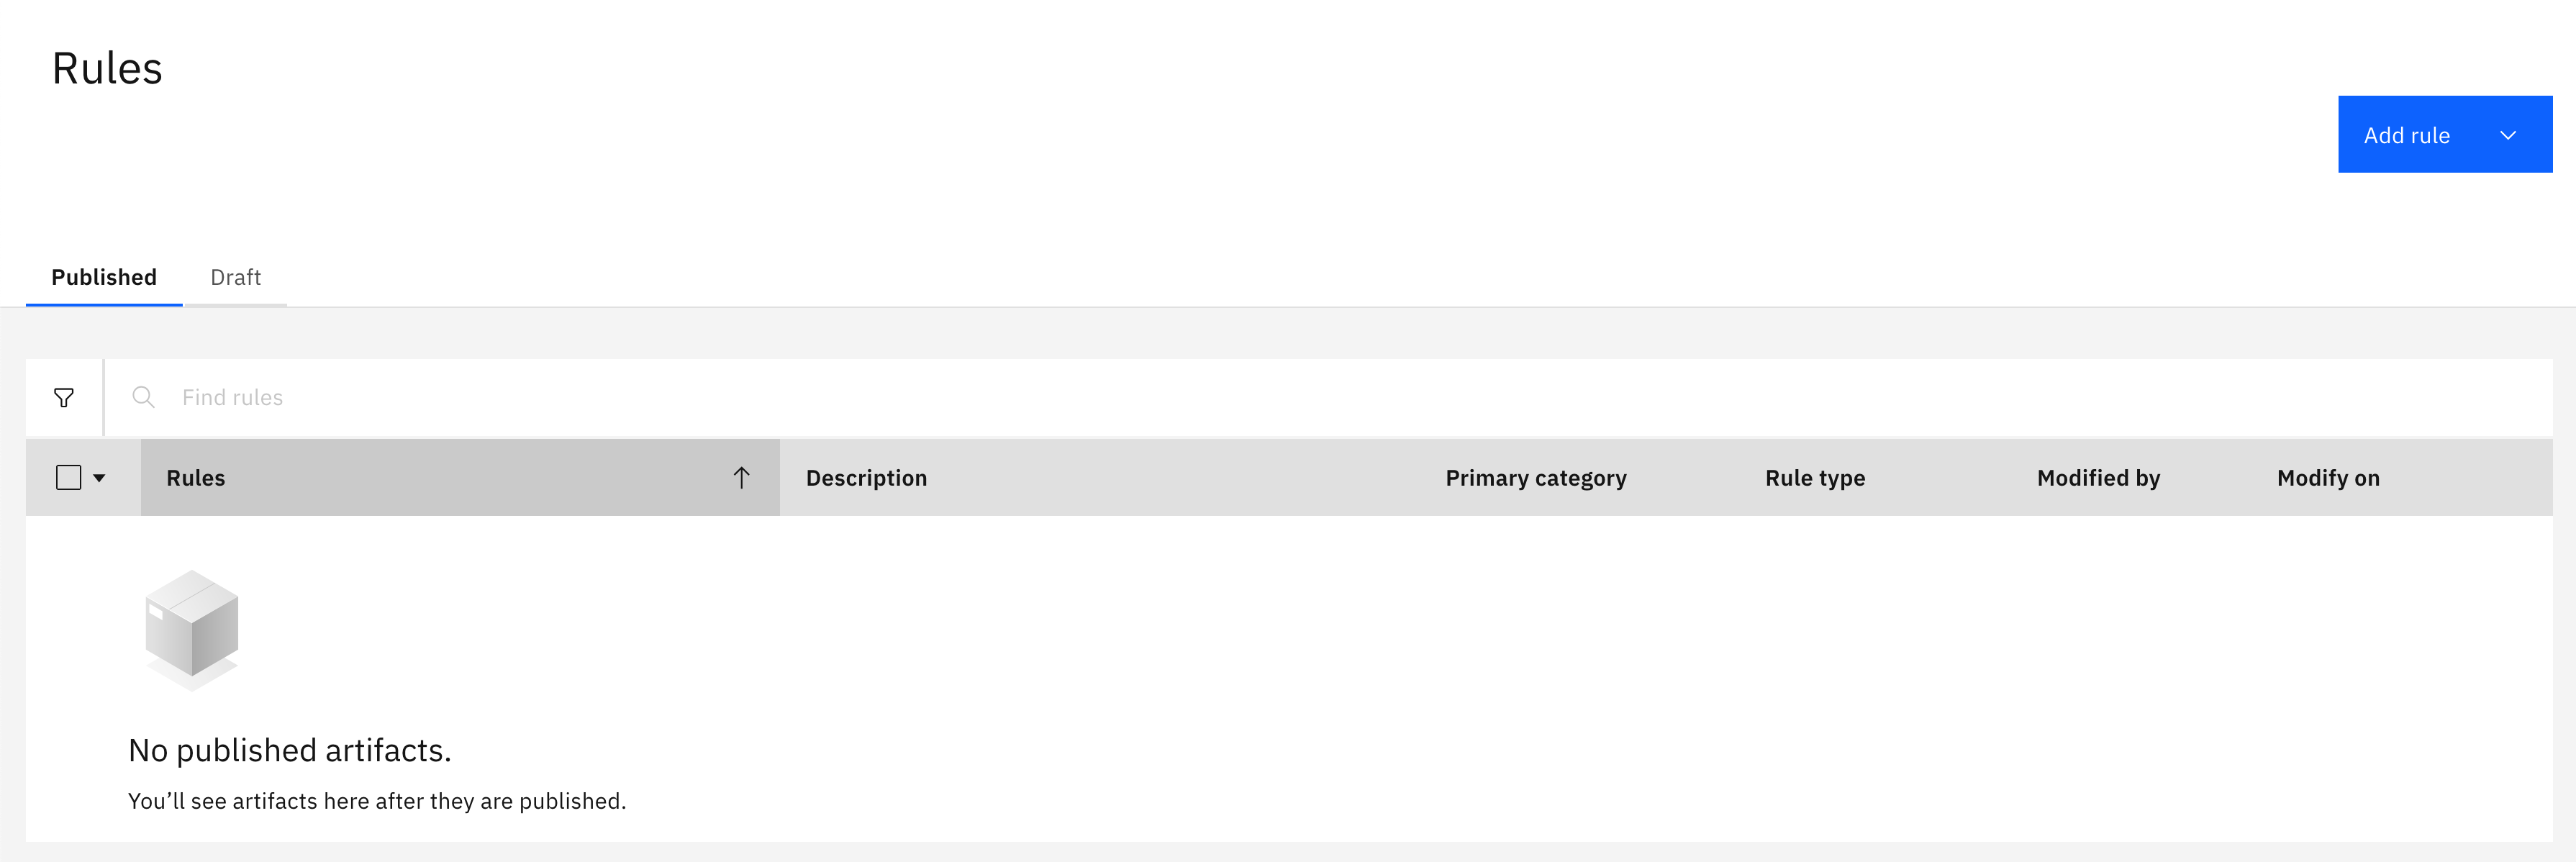 Rules
Add rule
Published Draft
Find rules
Rules Description Primary category Rule type Modified by Modify on
No published artifacts.
You’ll see artifacts here after they are published.